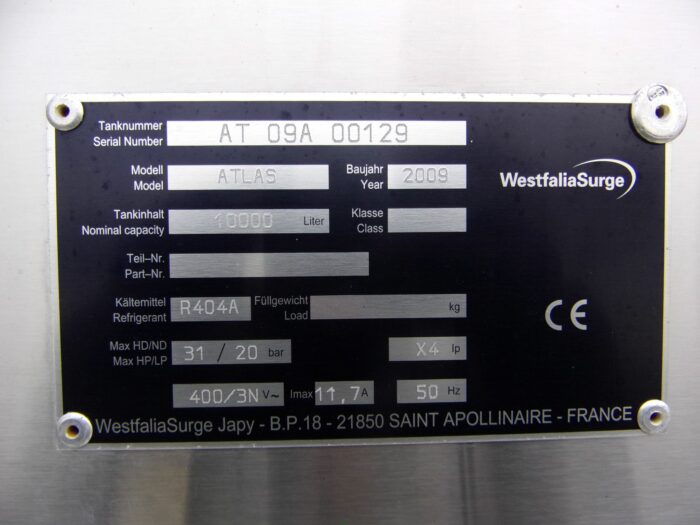 Tanknummer
Serial Number AT 09A 00129
Modell
Model ATLAS Baujahr
Year 2009
WestfaliaSurge
Tankinhalt
Nominal capacity 10000 Liter Klasse
Class
Teil-Nr.
Part-Nr.
Kältemittel
Refrigerant R404A Füllgewicht
Load kg
CE
Max HD/ND
Max HP/LP 31 / 20 bar X4 Ip
400/3N V~ Imax 11,7A 50 Hz
WestfaliaSurge Japy - B.P.18 - 21850 SAINT APOLLINAIRE - FRANCE